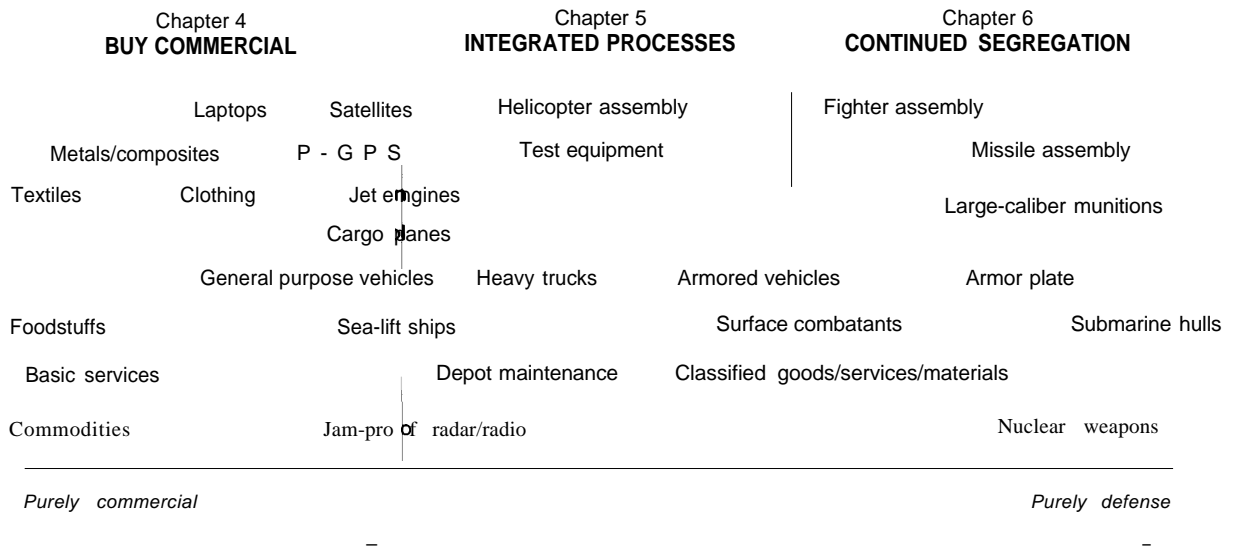 Chapter 4 Chapter 5 Chapter 6
BUY COMMERCIAL INTEGRATED PROCESSES CONTINUED SEGREGATION
Laptops Satellites Helicopter assembly Fighter assembly
Metals/composites P - G P S Test equipment Missile assembly
Textiles Clothing Jet engines
Large-caliber munitions
Cargo planes
General purpose vehicles Heavy trucks Armored vehicles Armor plate
Foodstuffs Sea-lift ships Surface combatants Submarine hulls
Basic services Depot maintenance Classified goods/services/materials
Commodities Jam-pro of radar/radio Nuclear weapons
Purely commercial Purely defense